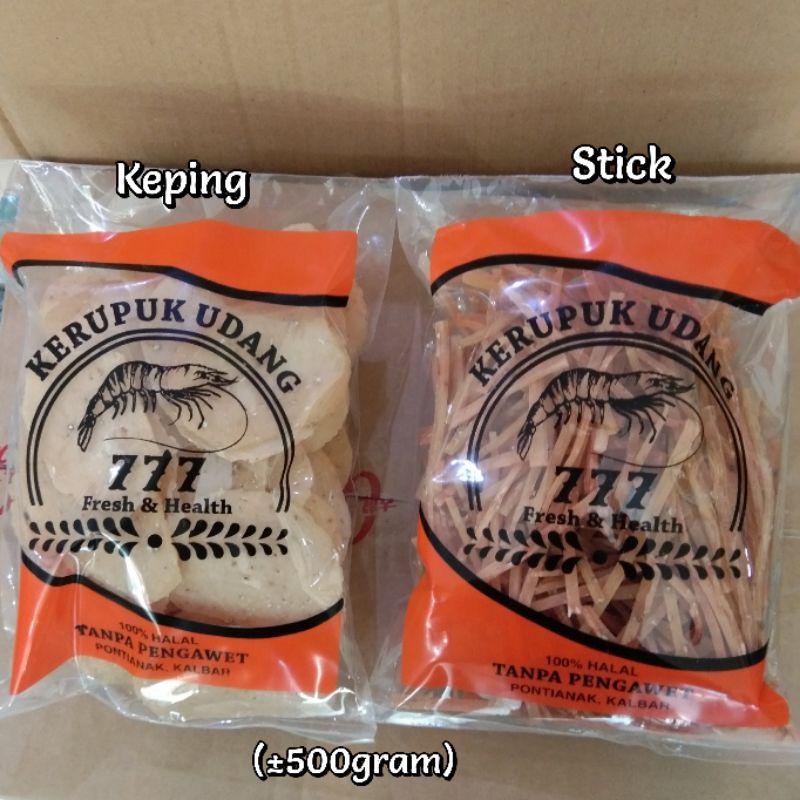 Keping
KERUPUK UDANG
777
Fresh & Health
100% HALAL
TANPA PENGAWET
PONTIANAK, KALBAR
Stick
KERUPUK UDANG
777
Fresh & Health
100% HALAL
TANPA PENGAWET
PONTIANAK, KALBAR
(±500gram)